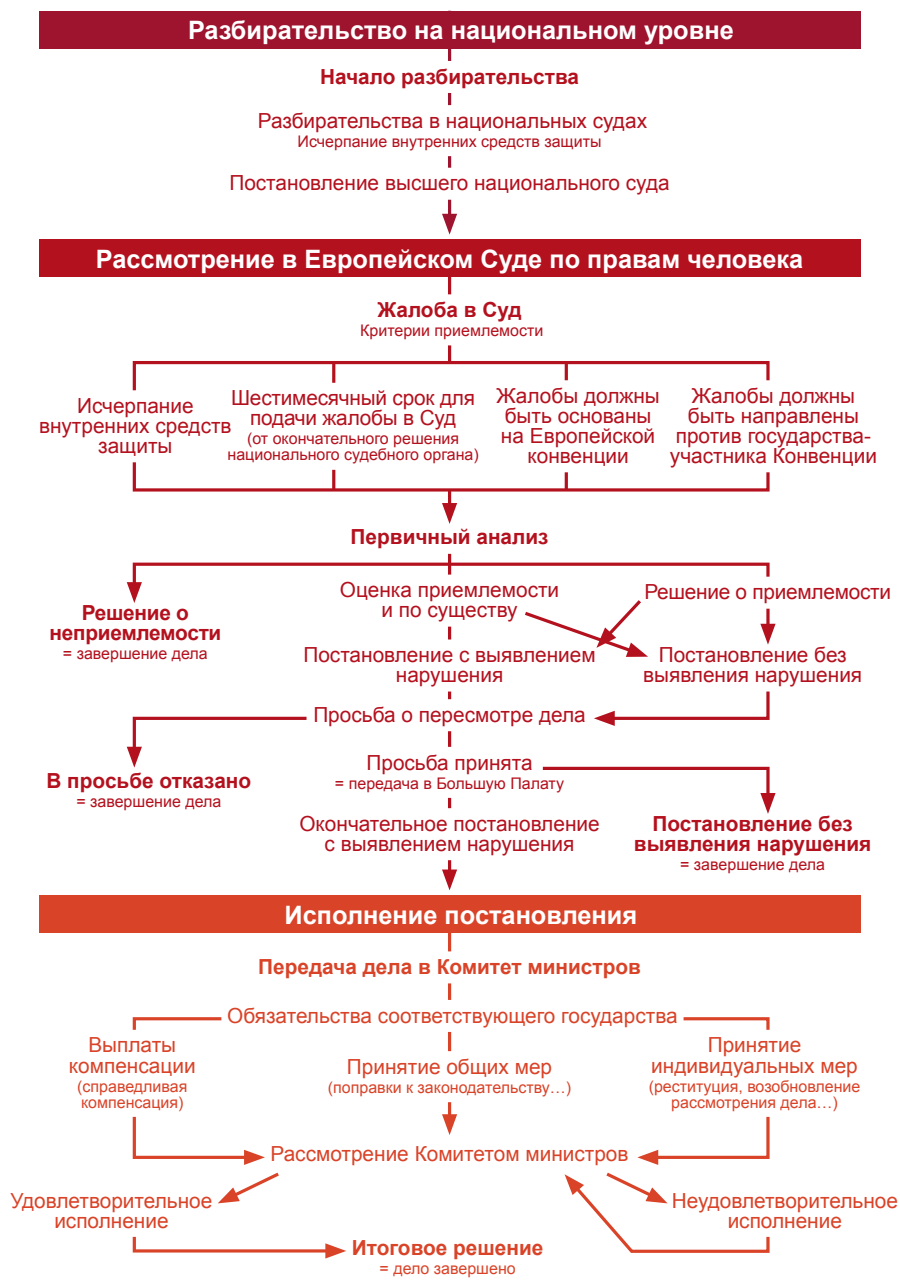 Разбирательство на национальном уровне
Начало разбирательства
Разбирательства в национальных судах
Исчерпание внутренних средств защиты
Постановление высшего национального суда
Рассмотрение в Европейском Суде по правам человека
Жалоба в Суд
Критерии приемлемости
Исчерпание
внутренних средств
защиты
Шестимесячный срок для
подачи жалобы в Суд
(от окончательного решения
национального судебного органа)
Жалобы должны
быть основаны
на Европейской
конвенции
Жалобы должны
быть направлены
против государства-
участника Конвенции
Первичный анализ
Решение о
неприемлемости
= завершение дела
Оценка приемлемости
и по существу
Решение о приемлемости
Постановление с выявлением
нарушения
Постановление без
выявления нарушения
Просьба о пересмотре дела
В просьбе отказано
= завершение дела
Просьба принята
= передача в Большую Палату
Окончательное постановление
с выявлением нарушения
Постановление без
выявления нарушения
= завершение дела
Исполнение постановления
Передача дела в Комитет министров
Обязательства соответствующего государства
Выплаты
компенсации
(справедливая
компенсация)
Принятие общих мер
(поправки к законодательству…)
Принятие
индивидуальных мер
(реституция, возобновление
рассмотрения дела…)
Рассмотрение Комитетом министров
Удовлетворительное
исполнение
Неудовлетворительное
исполнение
Итоговое решение
= дело завершено